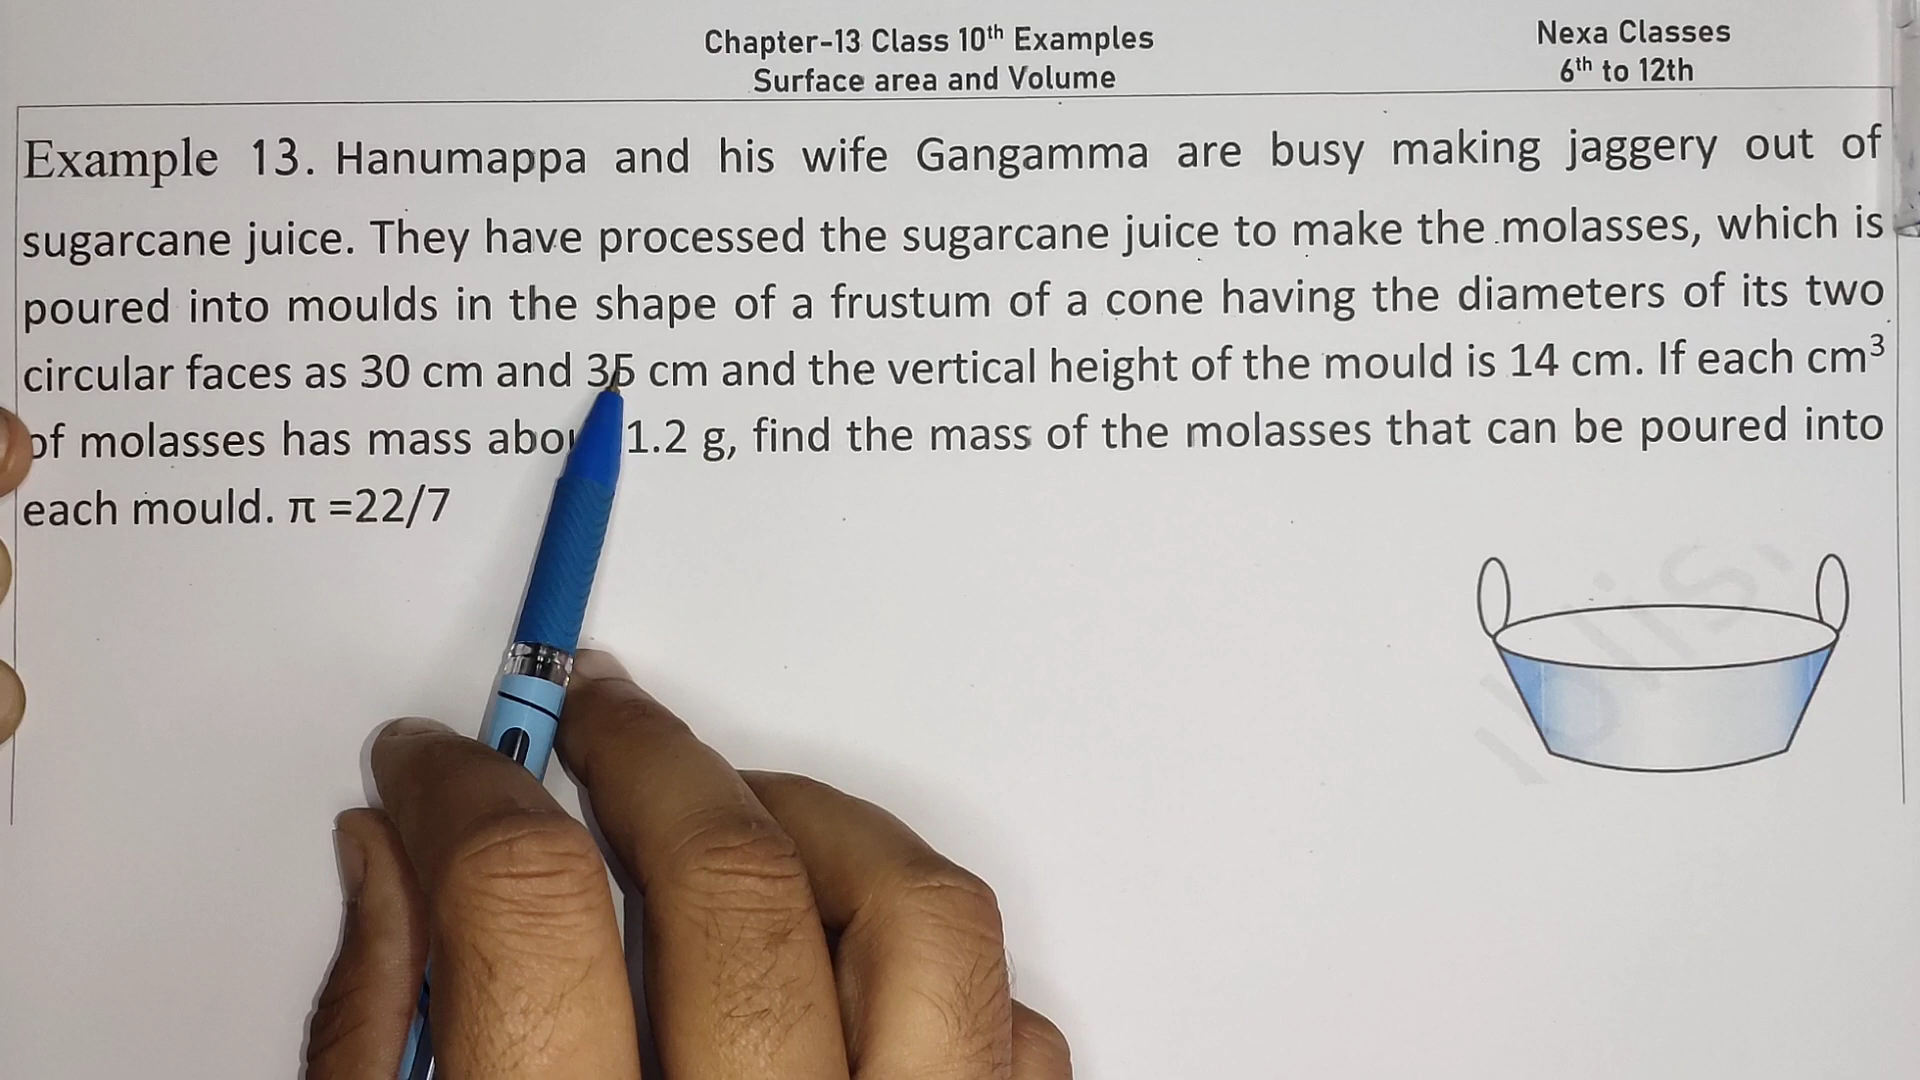 Chapter-13 Class 10th Examples
Surface area and Volume
Nexa Classes
6th to 12th
Example 13. Hanumappa and his wife Gangamma are busy making jaggery out of
sugarcane juice. They have processed the sugarcane juice to make the molasses, which is
poured into moulds in the shape of a frustum of a cone having the diameters of its two
circular faces as 30 cm and 35 cm and the vertical height of the mould is 14 cm. If each cm³
of molasses has mass 1.2 g, find the mass of the molasses that can be poured into
each mould. π =22/7